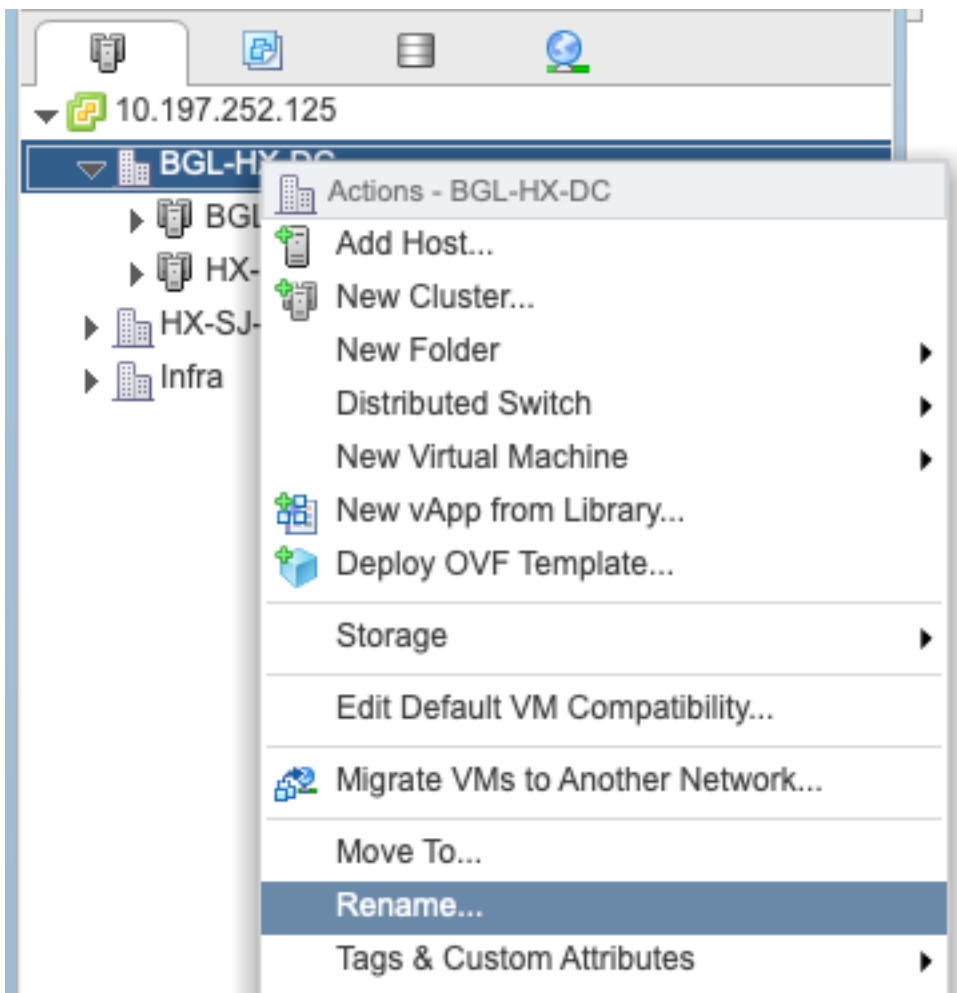 10.197.252.125
BGL-HX-DC
Actions - BGL-HX-DC
BGL
Add Host...
HX-
New Cluster...
HX-SJ-
New Folder
Infra
Distributed Switch
New Virtual Machine
New vApp from Library...
Deploy OVF Template...
Storage
Edit Default VM Compatibility...
Migrate VMs to Another Network...
Move To...
Rename...
Tags & Custom Attributes